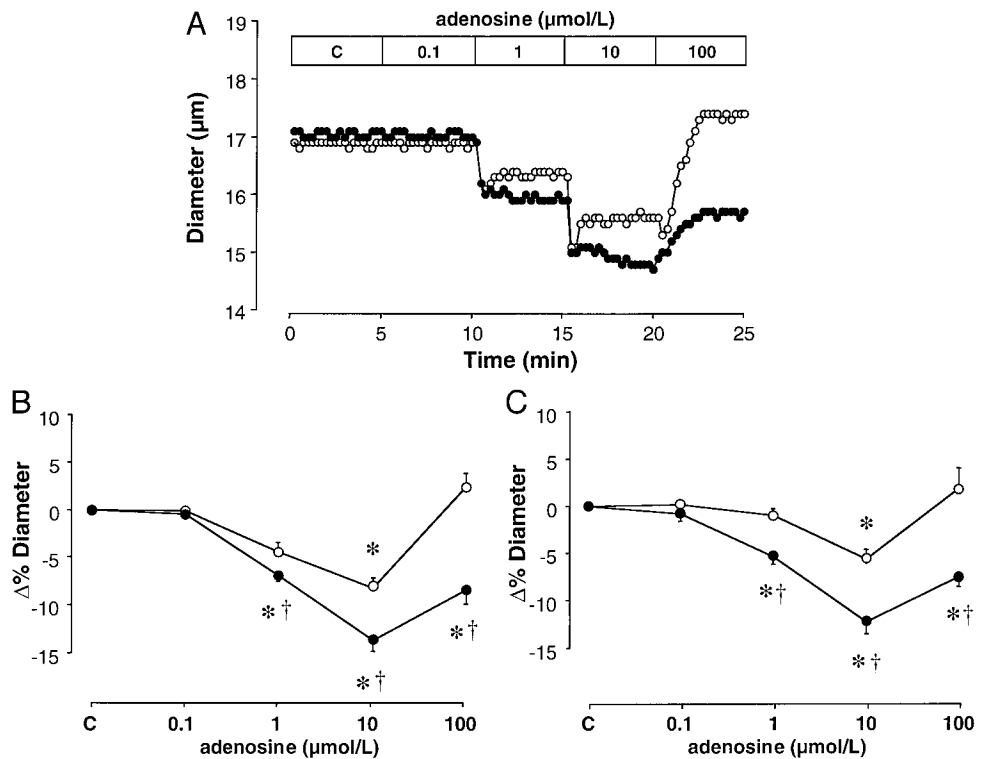 A
adenosine (µmol/L)
C 0.1 1 10 100
Diameter (µm)
19
18
17
16
15
14
0 5 10 15 20 25
Time (min)
B
Δ% Diameter
10
5
0
-5
-10
-15
*
*†
*†
*†
C 0.1 1 10 100
adenosine (µmol/L)
C
Δ% Diameter
10
5
0
-5
-10
-15
*
*†
*†
*†
C 0.1 1 10 100
adenosine (µmol/L)